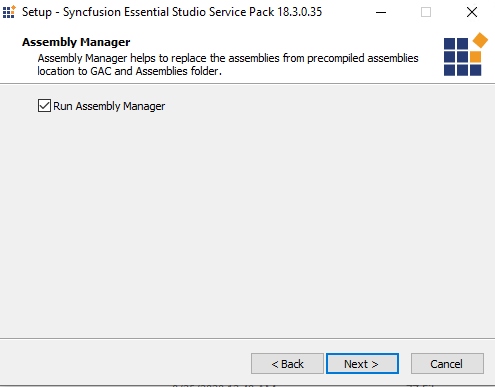 Setup - Syncfusion Essential Studio Service Pack 18.3.0.35
Assembly Manager
Assembly Manager helps to replace the assemblies from precompiled assemblies
location to GAC and Assemblies folder.
Run Assembly Manager
< Back Next > Cancel